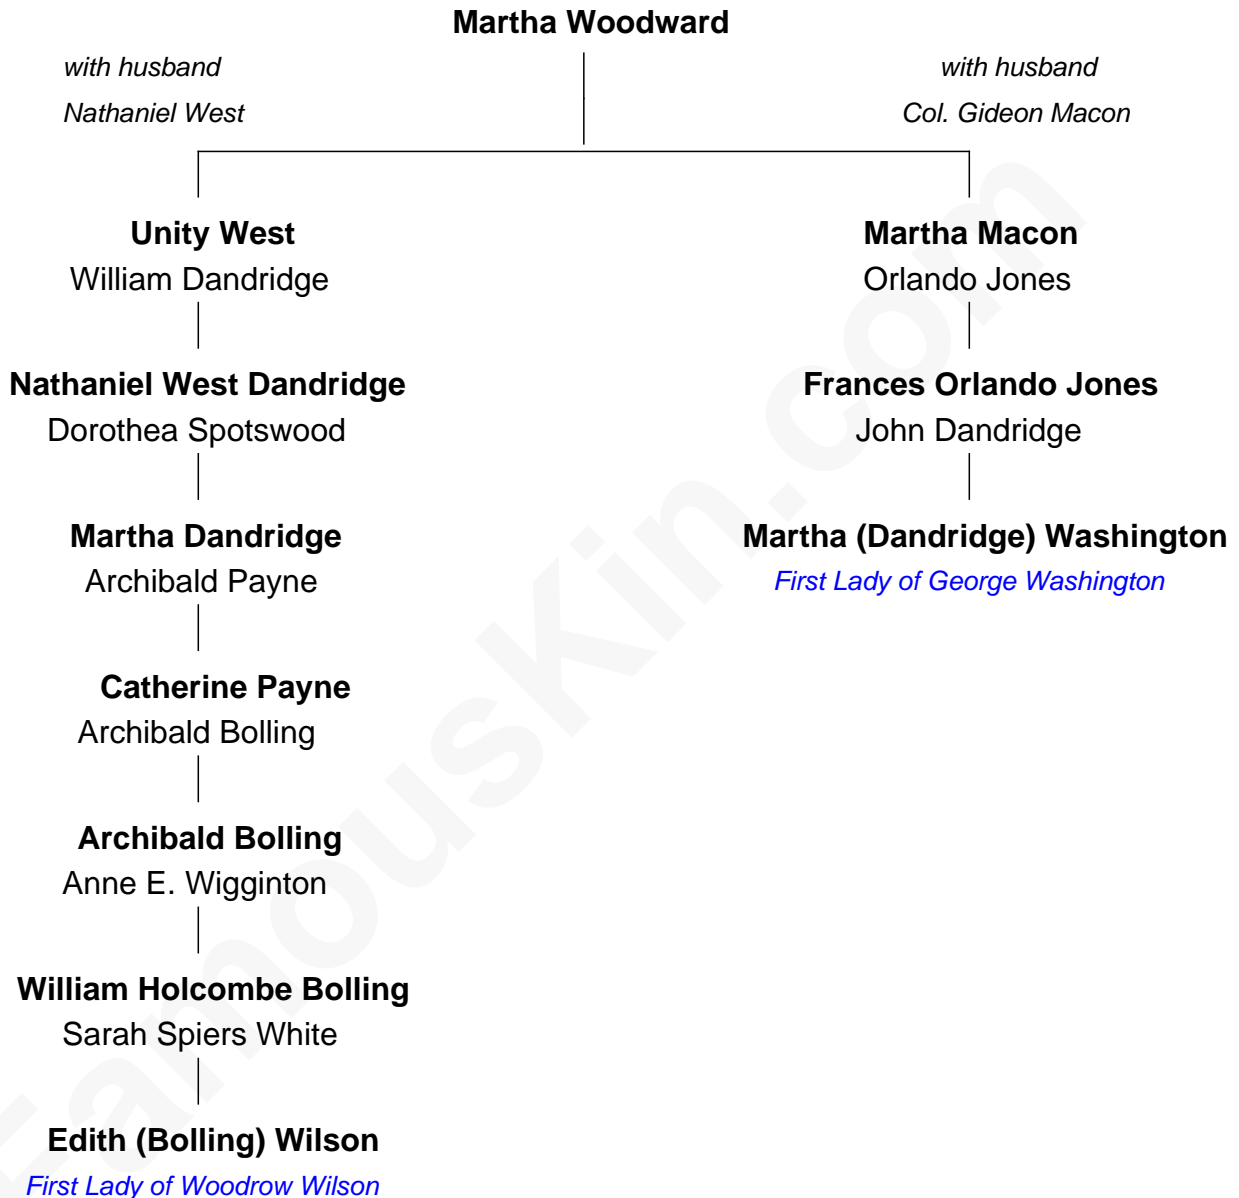 Martha Woodward
with husband
Nathaniel West
with husband
Col. Gideon Macon
Unity West
William Dandridge
Martha Macon
Orlando Jones
Nathaniel West Dandridge
Dorothea Spotswood
Frances Orlando Jones
John Dandridge
Martha Dandridge
Archibald Payne
Martha (Dandridge) Washington
First Lady of George Washington
Catherine Payne
Archibald Bolling
Archibald Bolling
Anne E. Wigginton
William Holcombe Bolling
Sarah Spiers White
Edith (Bolling) Wilson
First Lady of Woodrow Wilson
FamousKin.com